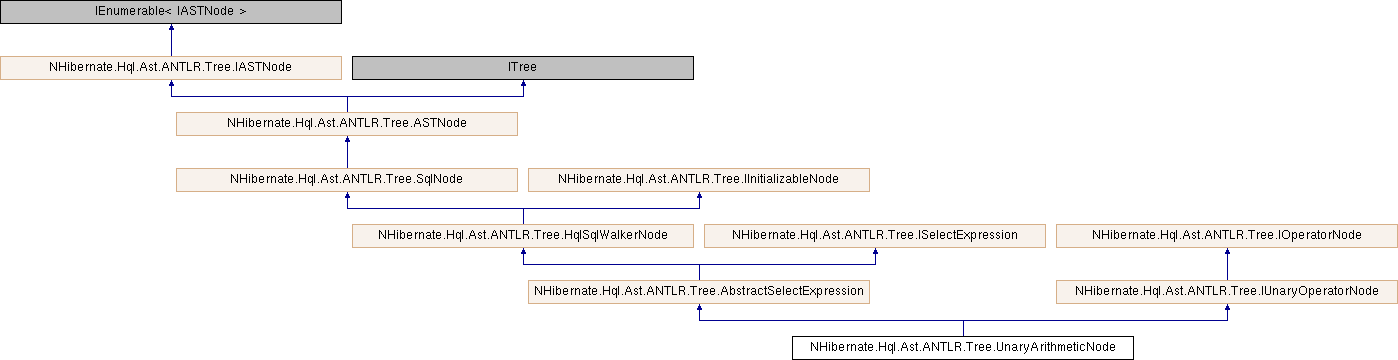 IEnumerable< IASTNode >
NHibernate.Hql.Ast.ANTLR.Tree.IASTNode
ITree
NHibernate.Hql.Ast.ANTLR.Tree.ASTNode
NHibernate.Hql.Ast.ANTLR.Tree.SqlNode
NHibernate.Hql.Ast.ANTLR.Tree.IInitializableNode
NHibernate.Hql.Ast.ANTLR.Tree.HqlSqlWalkerNode
NHibernate.Hql.Ast.ANTLR.Tree.ISelectExpression
NHibernate.Hql.Ast.ANTLR.Tree.IOperatorNode
NHibernate.Hql.Ast.ANTLR.Tree.AbstractSelectExpression
NHibernate.Hql.Ast.ANTLR.Tree.IUnaryOperatorNode
NHibernate.Hql.Ast.ANTLR.Tree.UnaryArithmeticNode